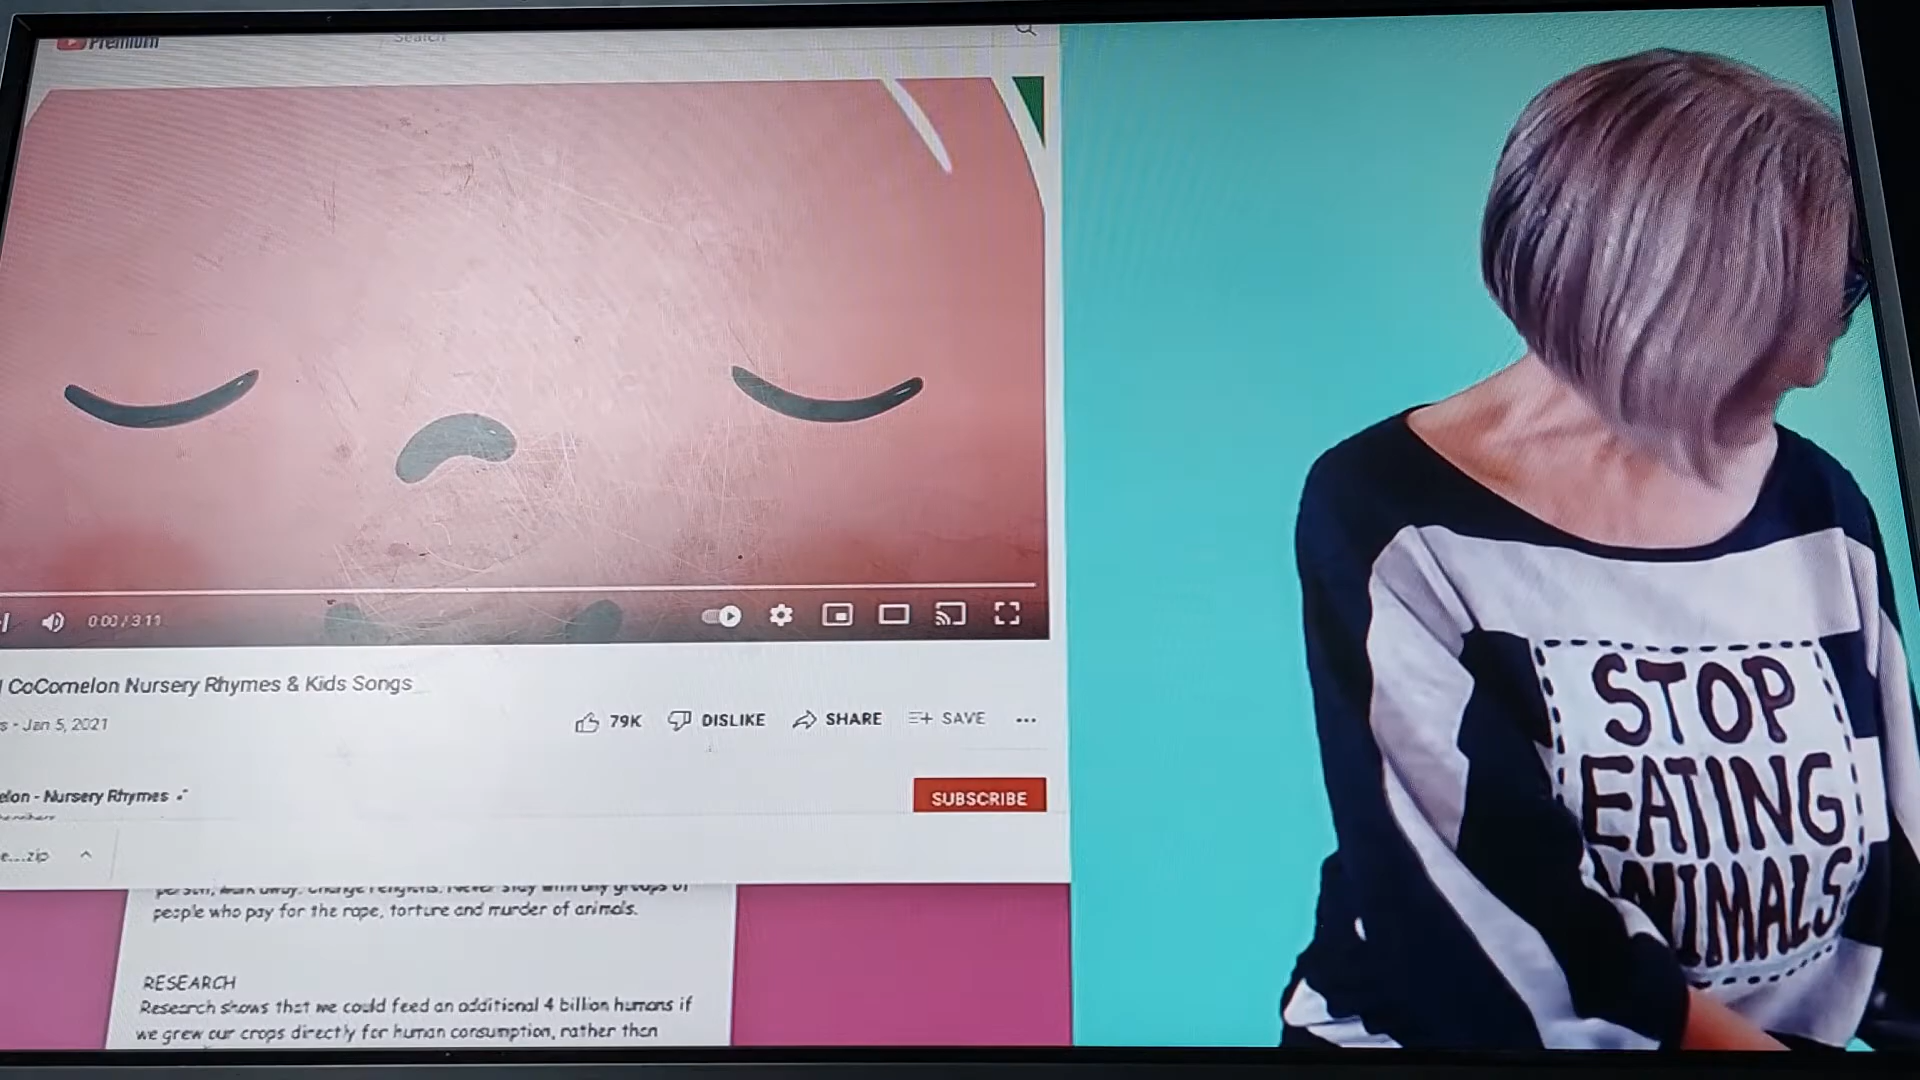 Premium
Search
0:00 / 3:11
CoComelon Nursery Rhymes & Kids Songs
Jan 5, 2021
79K
DISLIKE
SHARE
SAVE
elon - Nursery Rhymes
SUBSCRIBE
e....zip
people who pay for the rape, torture and murder of animals.
RESEARCH
Research shows that we could feed an additional 4 billion humans if
we grew our crops directly for human consumption, rather than
STOP
EATING
ANIMALS